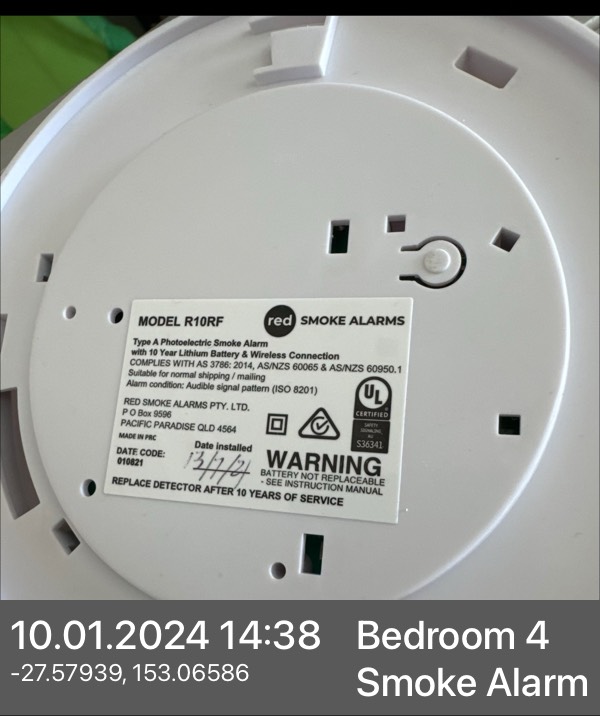 MODEL R10RF
red SMOKE ALARMS
Type A Photoelectric Smoke Alarm
with 10 Year Lithium Battery & Wireless Connection
COMPLIES WITH AS 3786: 2014, AS/NZS 60065 & AS/NZS 60950.1
Suitable for normal shipping / mailing
Alarm condition: Audible signal pattern (ISO 8201)
RED SMOKE ALARMS PTY. LTD.
P O Box 9596
PACIFIC PARADISE QLD 4564
MADE IN PRC
UL
CERTIFIED
SAFETY
S36341
DATE CODE:
010821
Date installed
13/7/21
WARNING
BATTERY NOT REPLACEABLE
- SEE INSTRUCTION MANUAL
REPLACE DETECTOR AFTER 10 YEARS OF SERVICE
10.01.2024 14:38
-27.57939, 153.06586
Bedroom 4
Smoke Alarm